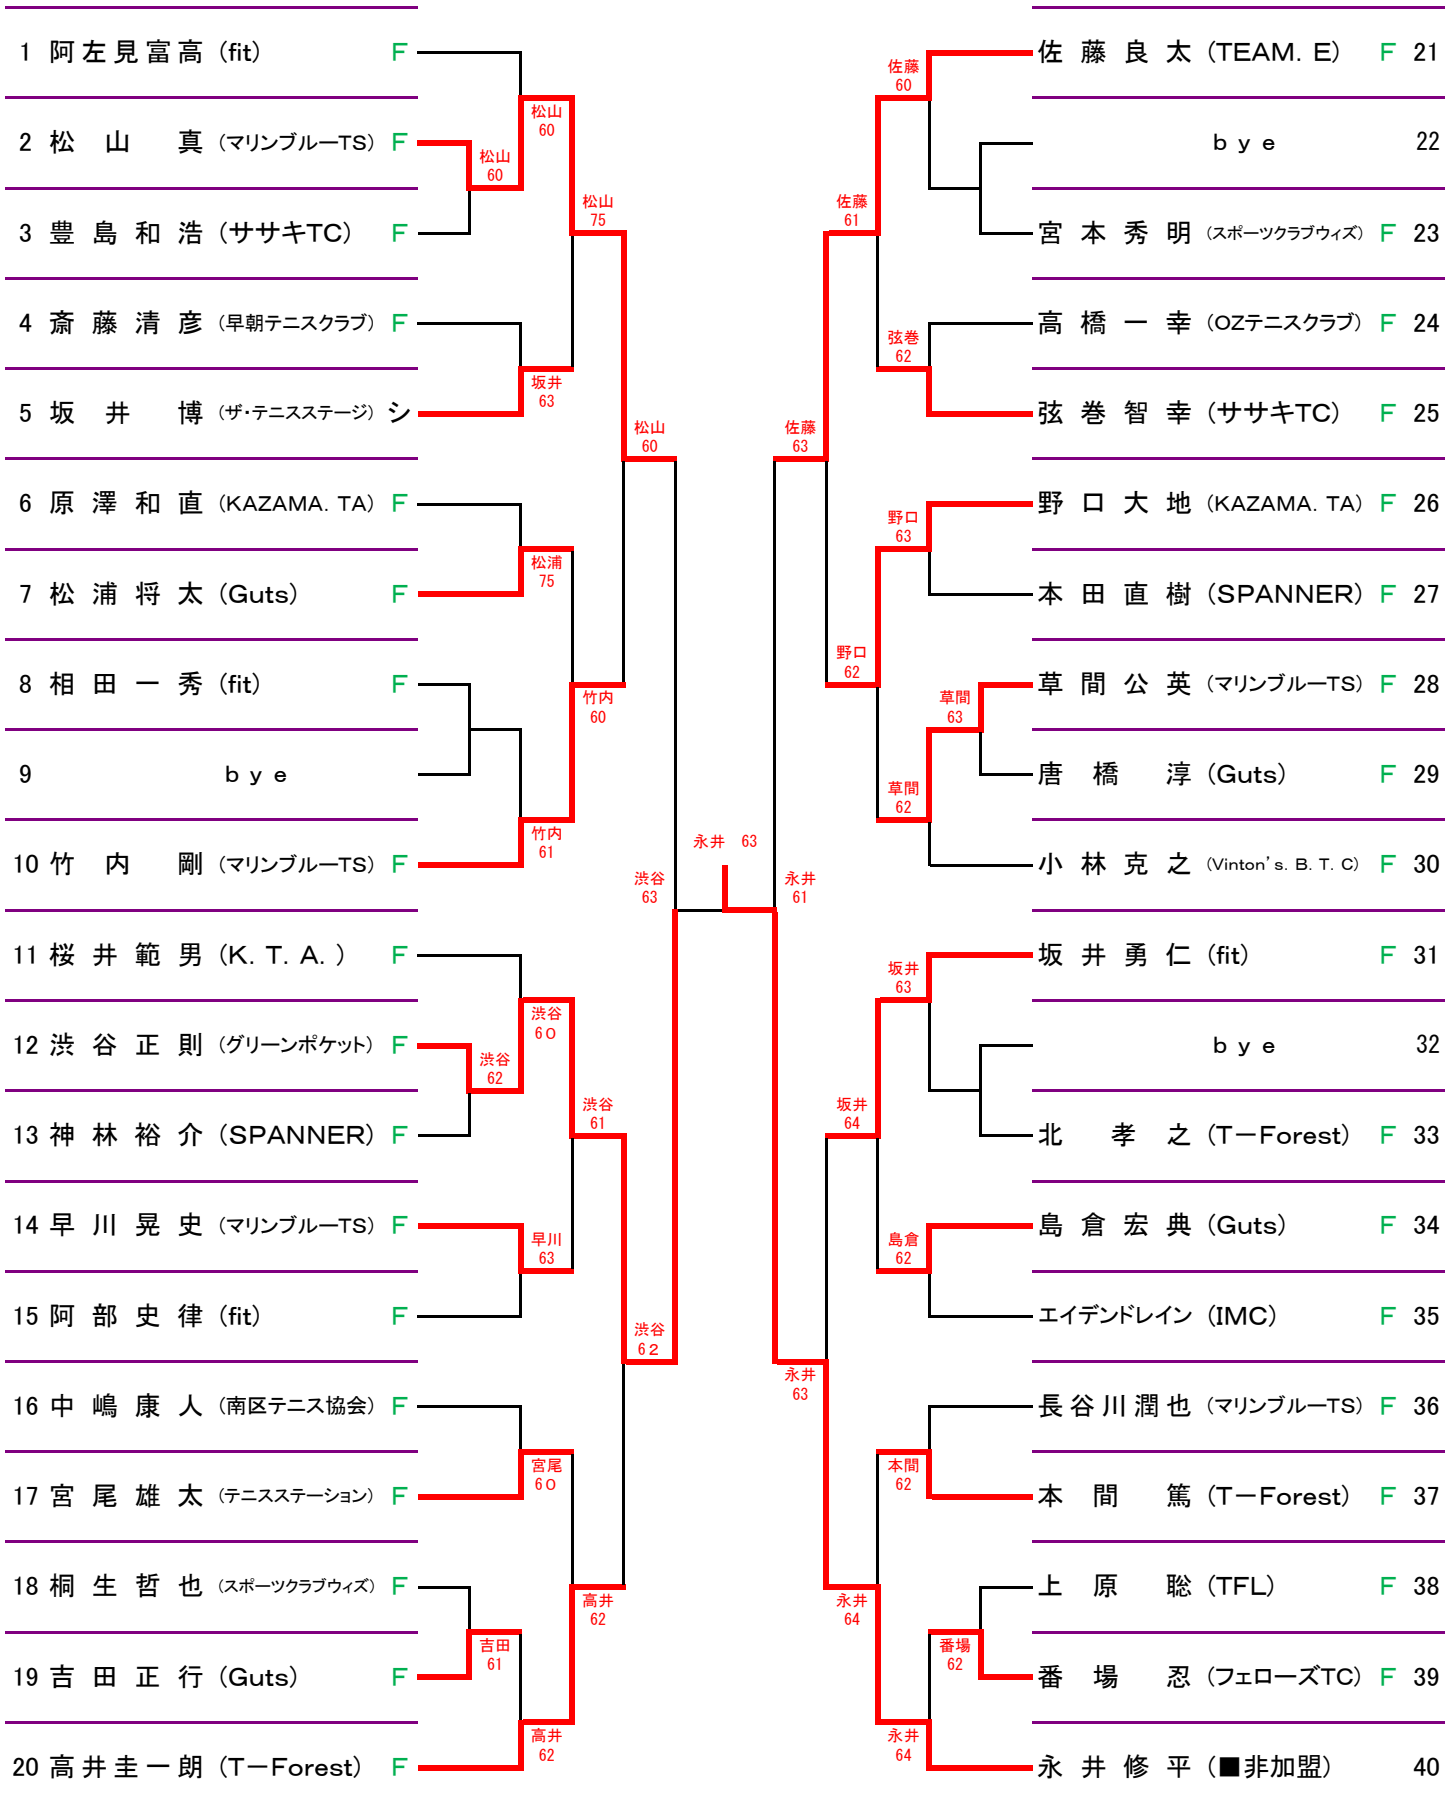 1 阿左見富高 (fit) F
2 松山真 (マリンブルーTS) F
3 豊島和浩 (ササキTC) F
4 斎藤清彦 (早朝テニスクラブ) F
5 坂井博 (ザ・テニスステージ) シ
6 原澤和直 (KAZAMA. TA) F
7 松浦将太 (Guts) F
8 相田一秀 (fit) F
9 bye
10 竹内剛 (マリンブルーTS) F
11 桜井範男 (K. T. A. ) F
12 渋谷正則 (グリーンポケット) F
13 神林裕介 (SPANNER) F
14 早川晃史 (マリンブルーTS) F
15 阿部史律 (fit) F
16 中嶋康人 (南区テニス協会) F
17 宮尾雄太 (テニスステーション) F
18 桐生哲也 (スポーツクラブウィズ) F
19 吉田正行 (Guts) F
20 高井圭一朗 (T－Forest) F
松山
60
松山
60
坂井
63
松浦
75
竹内
61
渋谷
62
渋谷
60
早川
63
宮尾
60
吉田
61
高井
62
松山
75
竹内
60
渋谷
61
高井
62
松山
60
渋谷
62
渋谷
63
永井 63
永井
61
佐藤
63
永井
63
佐藤
61
野口
62
坂井
64
永井
64
佐藤
60
弦巻
62
野口
63
草間
63
草間
62
坂井
63
島倉
62
本間
62
番場
62
永井
64
佐藤良太 (TEAM. E) F 21
bye 22
宮本秀明 (スポーツクラブウィズ) F 23
高橋一幸 (OZテニスクラブ) F 24
弦巻智幸 (ササキTC) F 25
野口大地 (KAZAMA. TA) F 26
本田直樹 (SPANNER) F 27
草間公英 (マリンブルーTS) F 28
唐橋淳 (Guts) F 29
小林克之 (Vinton's. B. T. C) F 30
坂井勇仁 (fit) F 31
bye 32
北孝之 (T－Forest) F 33
島倉宏典 (Guts) F 34
エイデンドレイン (IMC) F 35
長谷川潤也 (マリンブルーTS) F 36
本間篤 (T－Forest) F 37
上原聡 (TFL) F 38
番場忍 (フェローズTC) F 39
永井修平 (■非加盟) 40